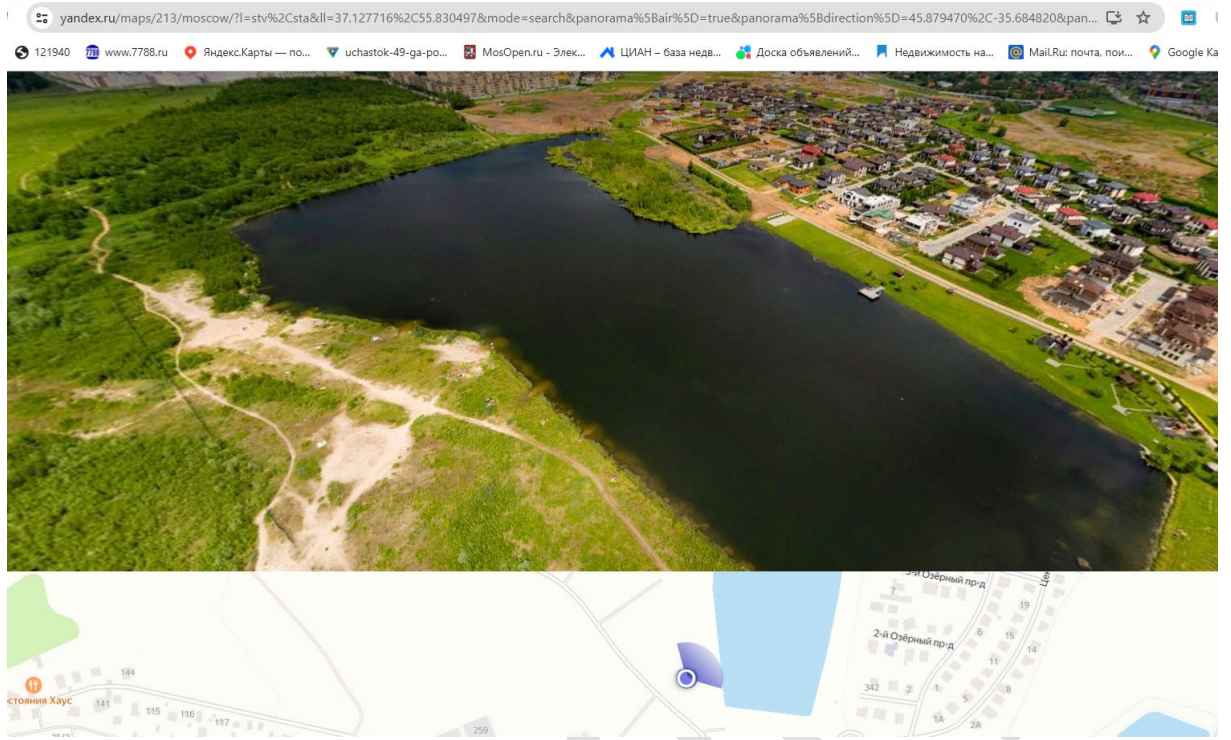 yandex.ru/maps/213/moscow/?l=stv%2Csta&ll=37.127716%2C55.830497&mode=search&panorama%5Bair%5D=true&panorama%5Bdirection%5D=45.879470%2C-35.684820&pan...
121940 www.7788.ru Яндекс.Карты — по... uchastok-49-ga-po... MosOpen.ru - Элек... ЦИАН – база недв... Доска объявлений... Недвижимость на... Mail.Ru: почта, пои... Google Ка
3-й Озёрный пр-д
Цен
7
19
2-й Озёрный пр-д
6
15
14
11
144
342
2
1
8
5
стояния Хаус
141
115
116
117
1А
2А
259